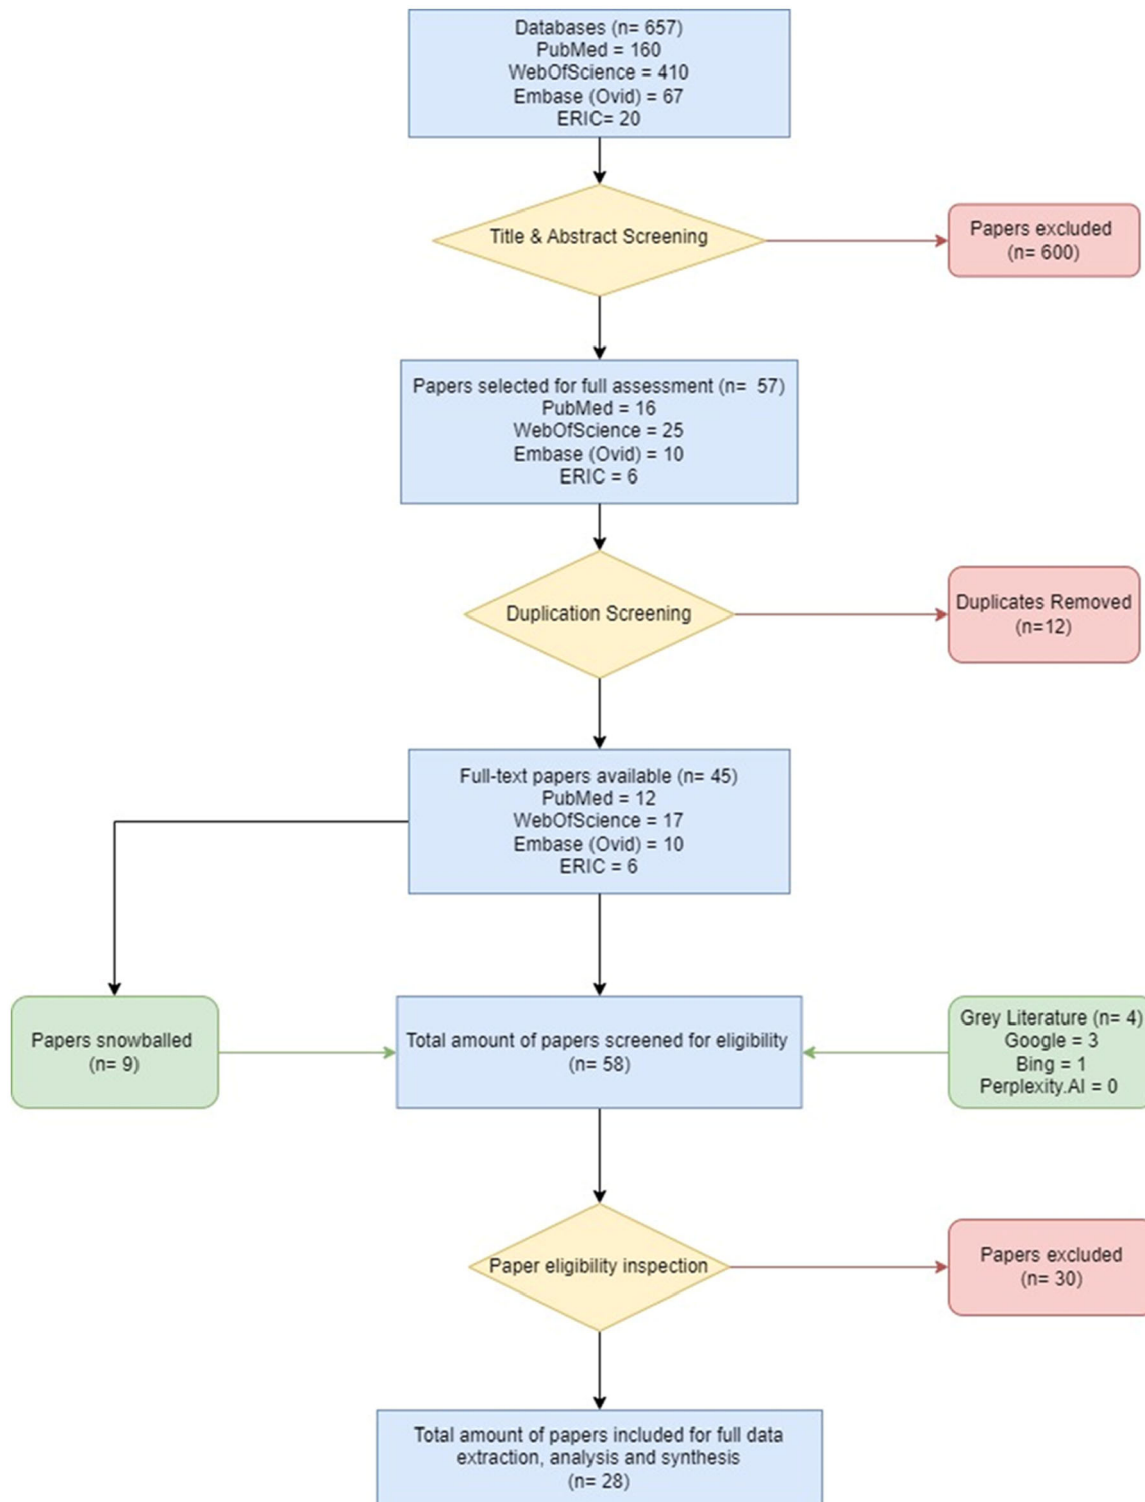 Databases (n= 657)
PubMed = 160
WebOfScience = 410
Embase (Ovid) = 67
ERIC= 20
Title & Abstract Screening
Papers excluded
(n= 600)
Papers selected for full assessment (n=  57)
PubMed = 16
WebOfScience = 25
Embase (Ovid) = 10
ERIC = 6
Duplication Screening
Duplicates Removed
(n=12)
Full-text papers available (n= 45)
PubMed = 12
WebOfScience = 17
Embase (Ovid) = 10
ERIC = 6
Papers snowballed
(n= 9)
Total amount of papers screened for eligibility
(n= 58)
Grey Literature (n= 4)
Google = 3
Bing = 1
Perplexity.AI = 0
Paper eligibility inspection
Papers excluded
(n= 30)
Total amount of papers included for full data
extraction, analysis and synthesis
(n= 28)